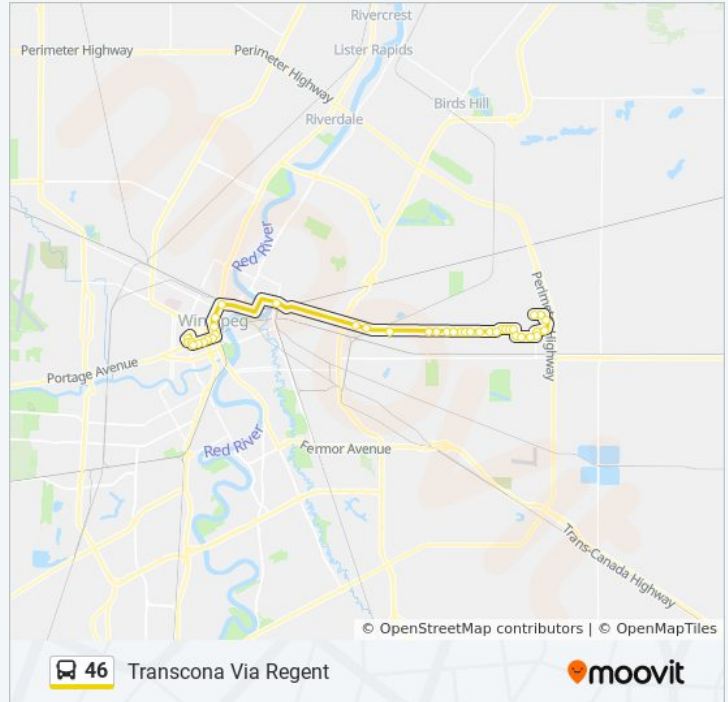 Rivercrest
Lister Rapids
Perimeter Highway
Perimeter Highway
Birds Hill
Riverdale
Red River
Perimeter Highway
Winnipeg
Portage Avenue
Red River
Fermor Avenue
Trans-Canada Highway
© OpenStreetMap contributors | © OpenMapTiles
46 Transcona Via Regent
moovit